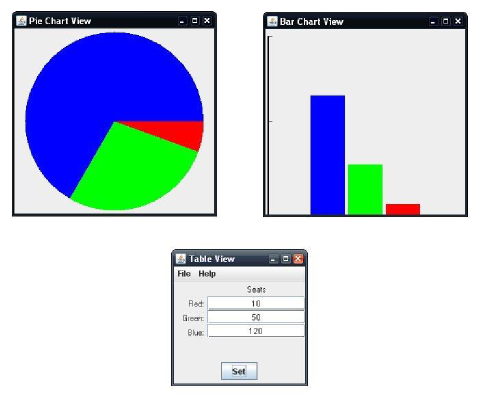 Pie Chart View
Bar Chart View
Table View
File Help
Seats
Red: 10
Green: 50
Blue: 120
Set